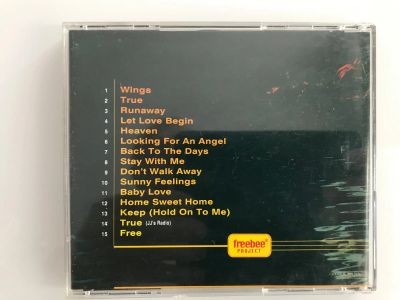 1 Wings
2 True
3 Runaway
4 Let Love Begin
5 Heaven
6 Looking For An Angel
7 Back To The Days
8 Stay With Me
9 Don't Walk Away
10 Sunny Feelings
11 Baby Love
12 Home Sweet Home
13 Keep (Hold On To Me)
14 True (JJ's Radio)
15 Free
freebee
PROJECT